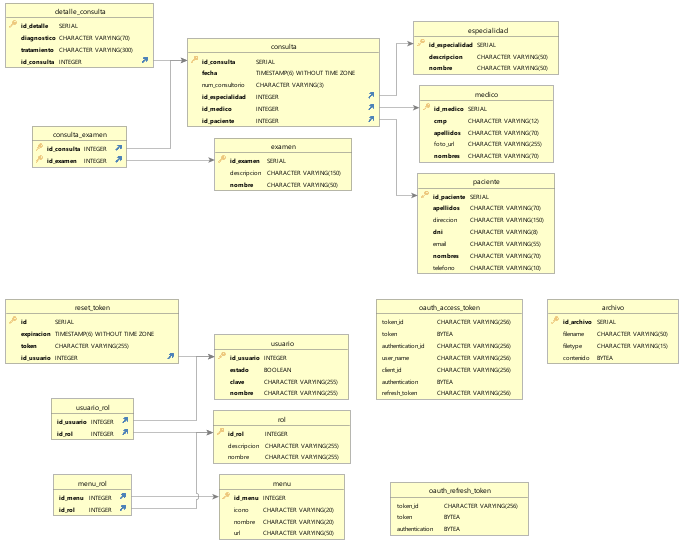 detalle_consulta
id_detalle SERIAL
diagnostico CHARACTER VARYING(70)
tratamiento CHARACTER VARYING(300)
id_consulta INTEGER
consulta
id_consulta SERIAL
fecha TIMESTAMP(6) WITHOUT TIME ZONE
num_consultorio CHARACTER VARYING(3)
id_especialidad INTEGER
id_medico INTEGER
id_paciente INTEGER
especialidad
id_especialidad SERIAL
descripcion CHARACTER VARYING(50)
nombre CHARACTER VARYING(50)
medico
id_medico SERIAL
cmp CHARACTER VARYING(12)
apellidos CHARACTER VARYING(70)
foto_url CHARACTER VARYING(255)
nombres CHARACTER VARYING(70)
consulta_examen
id_consulta INTEGER
id_examen INTEGER
examen
id_examen SERIAL
descripcion CHARACTER VARYING(150)
nombre CHARACTER VARYING(50)
paciente
id_paciente SERIAL
apellidos CHARACTER VARYING(70)
direccion CHARACTER VARYING(150)
dni CHARACTER VARYING(8)
email CHARACTER VARYING(55)
nombres CHARACTER VARYING(70)
telefono CHARACTER VARYING(10)
reset_token
id SERIAL
expiracion TIMESTAMP(6) WITHOUT TIME ZONE
token CHARACTER VARYING(255)
id_usuario INTEGER
usuario
id_usuario INTEGER
estado BOOLEAN
clave CHARACTER VARYING(255)
nombre CHARACTER VARYING(255)
oauth_access_token
token_id CHARACTER VARYING(256)
token BYTEA
authentication_id CHARACTER VARYING(256)
user_name CHARACTER VARYING(256)
client_id CHARACTER VARYING(256)
authentication BYTEA
refresh_token CHARACTER VARYING(256)
archivo
id_archivo SERIAL
filename CHARACTER VARYING(50)
filetype CHARACTER VARYING(15)
contenido BYTEA
usuario_rol
id_usuario INTEGER
id_rol INTEGER
rol
id_rol INTEGER
descripcion CHARACTER VARYING(255)
nombre CHARACTER VARYING(255)
menu_rol
id_menu INTEGER
id_rol INTEGER
menu
id_menu INTEGER
icono CHARACTER VARYING(20)
nombre CHARACTER VARYING(20)
url CHARACTER VARYING(50)
oauth_refresh_token
token_id CHARACTER VARYING(256)
token BYTEA
authentication BYTEA